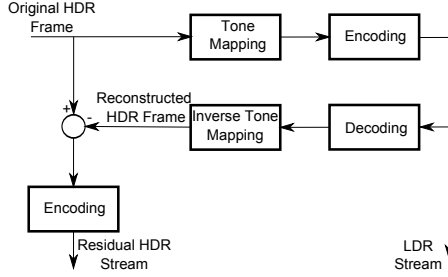 Original HDR
Frame
Tone
Mapping
Encoding
+
-
Reconstructed
HDR Frame
Inverse Tone
Mapping
Decoding
Encoding
Residual HDR
Stream
LDR
Stream